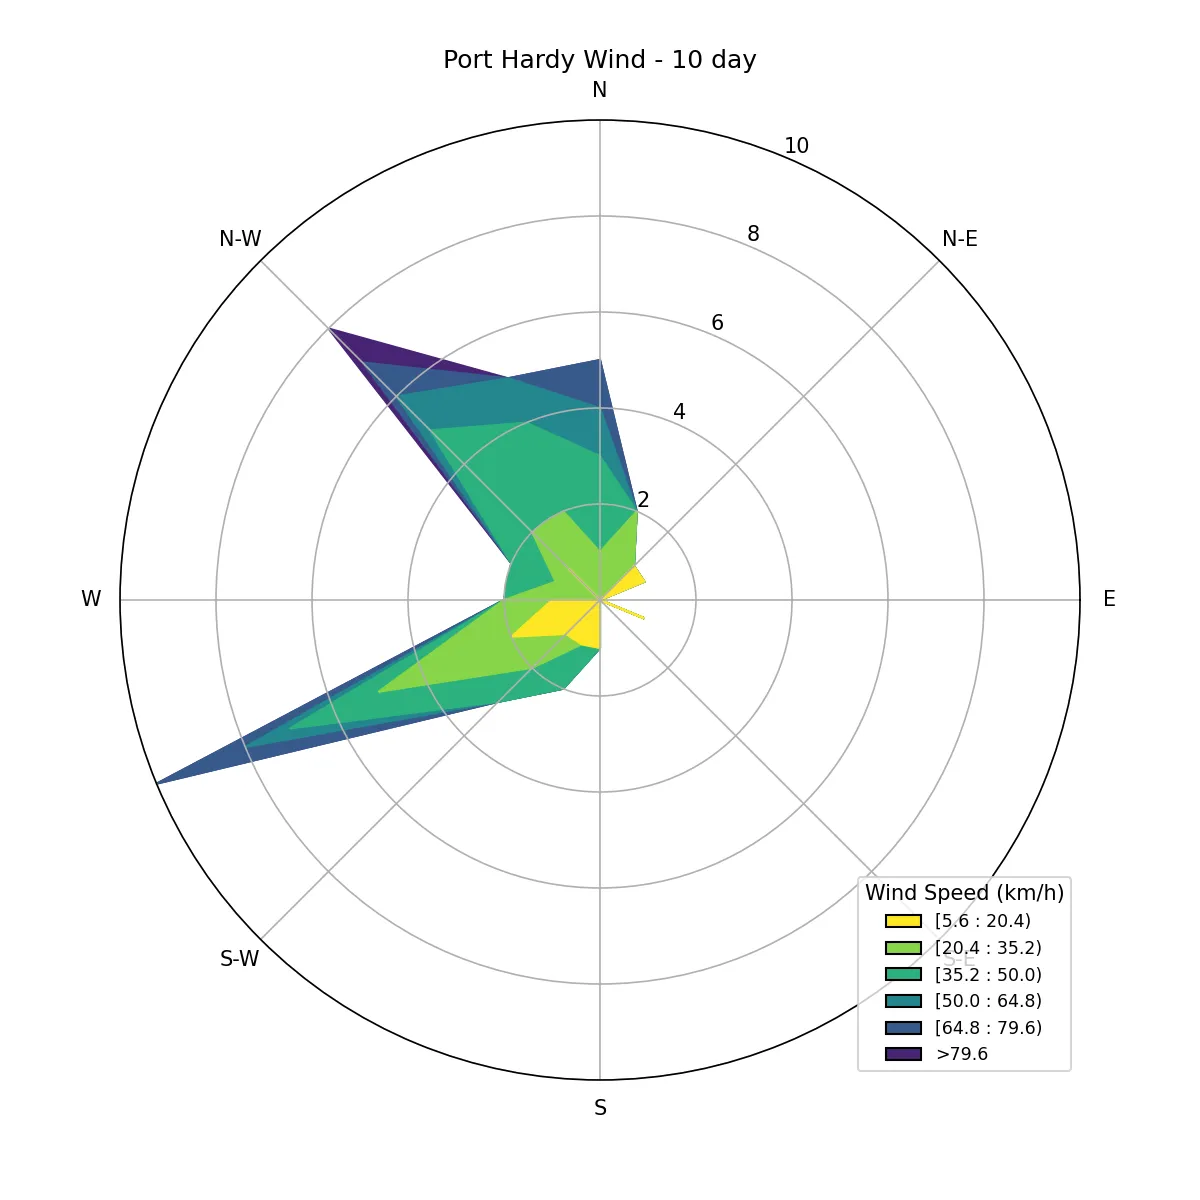 Port Hardy Wind - 10 day
N
10
N-W
N-E
8
6
4
2
W
E
Wind Speed (km/h)
[5.6 : 20.4)
[20.4 : 35.2)
S-W
S-E
[35.2 : 50.0)
[50.0 : 64.8)
[64.8 : 79.6)
>79.6
S